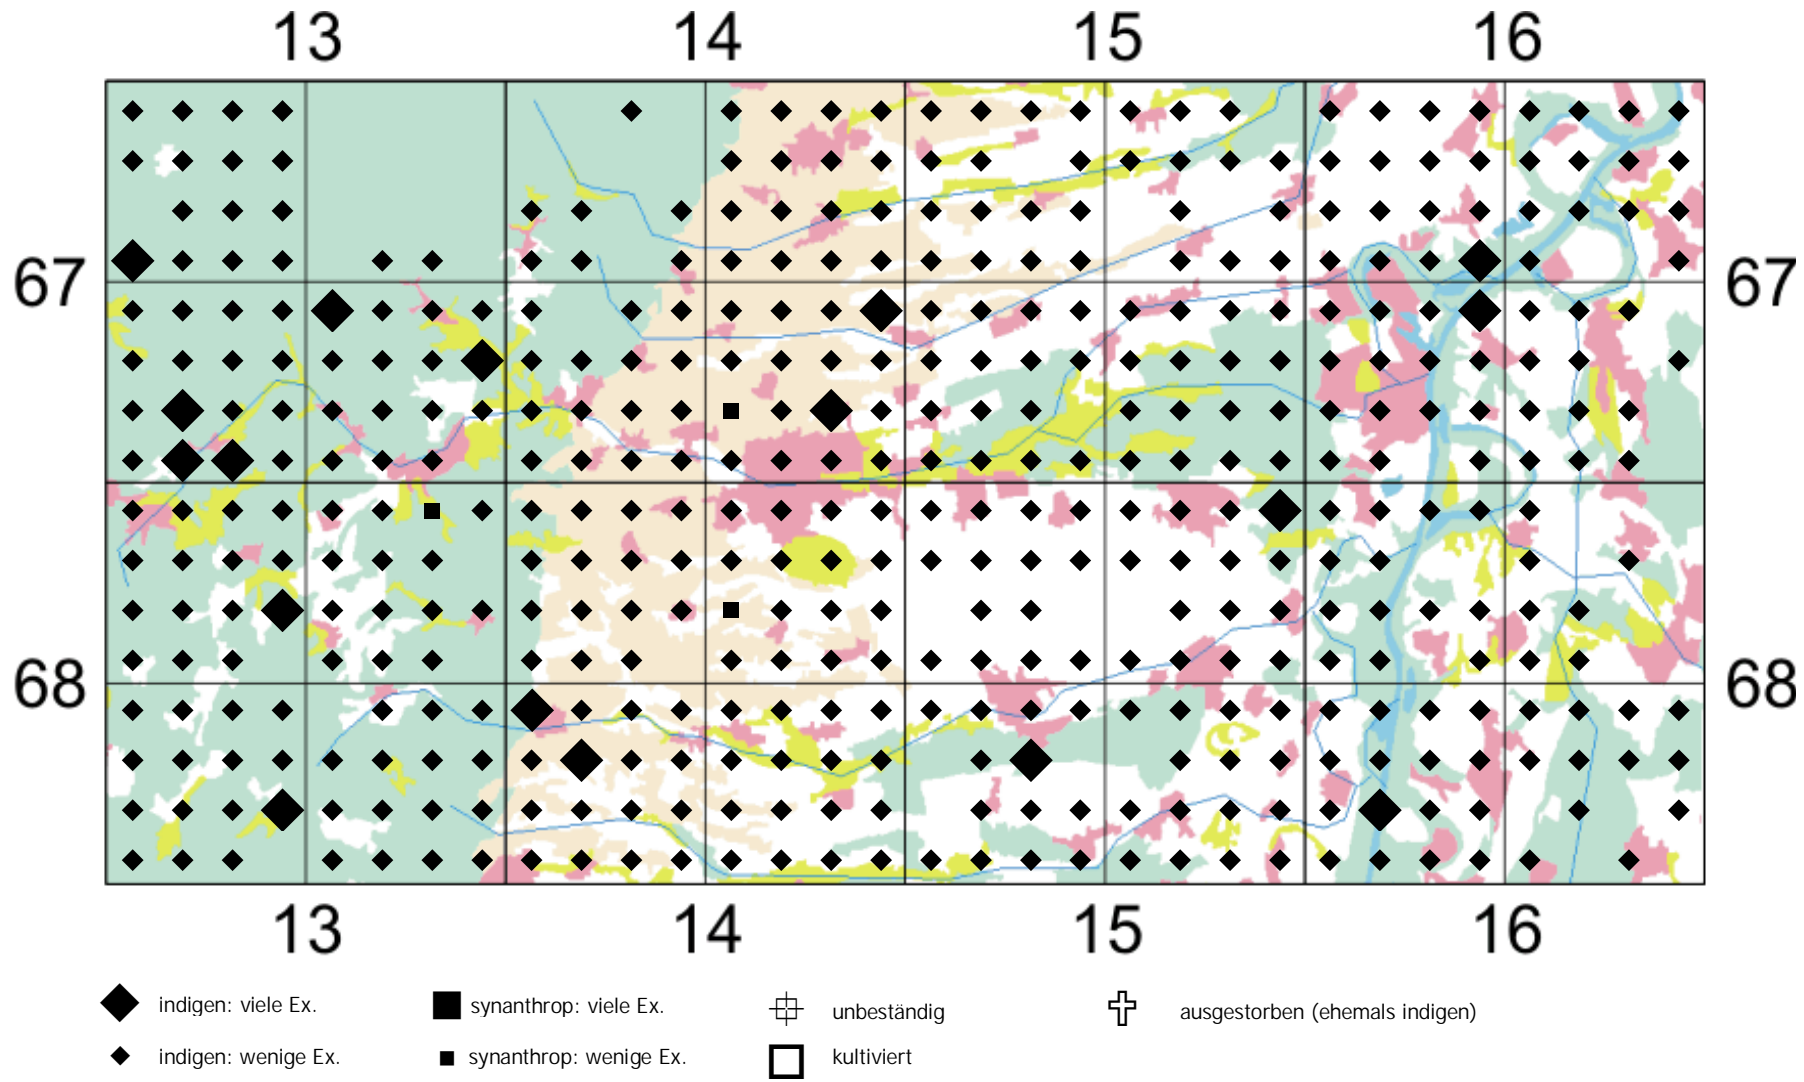 13 14 15 16
67 67
68 68
13 14 15 16
indigen: viele Ex. synanthrop: viele Ex. unbeständig ausgestorben (ehemals indigen)
indigen: wenige Ex. synanthrop: wenige Ex. kultiviert